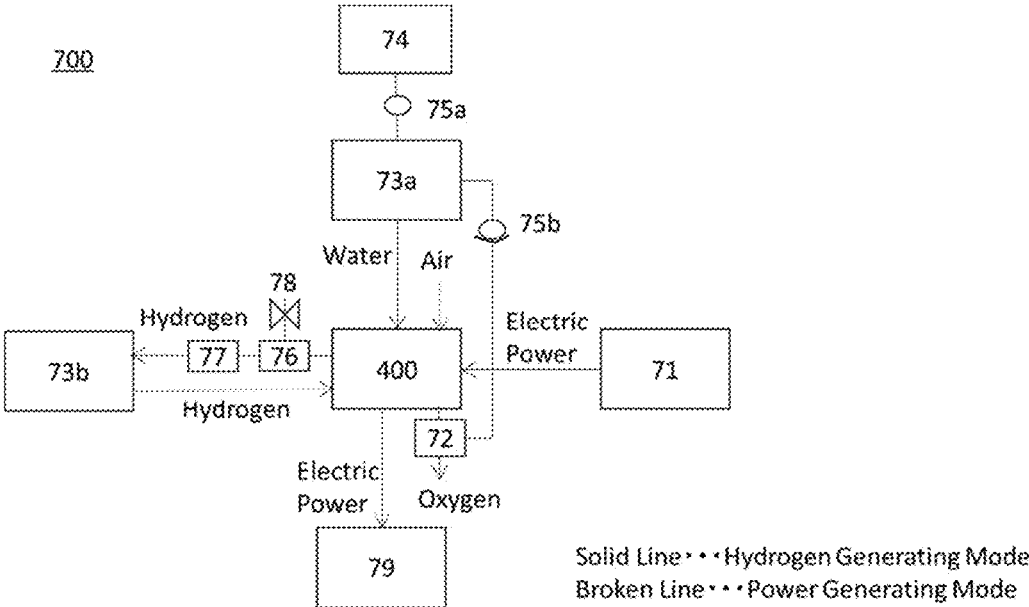 700
74
75a
73a
75b
Water
Air
78
Hydrogen
Electric
Power
73b
77
76
400
71
Hydrogen
72
Electric
Power
Oxygen
79
Solid Line・・・Hydrogen Generating Mode
Broken Line・・・Power Generating Mode